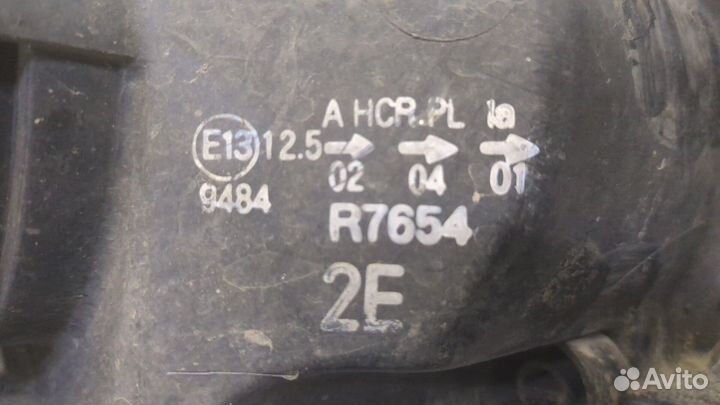 A HCR.PL Ia
E13 12.5 → → →
02 04 01
9484
R7654
2E
Avito